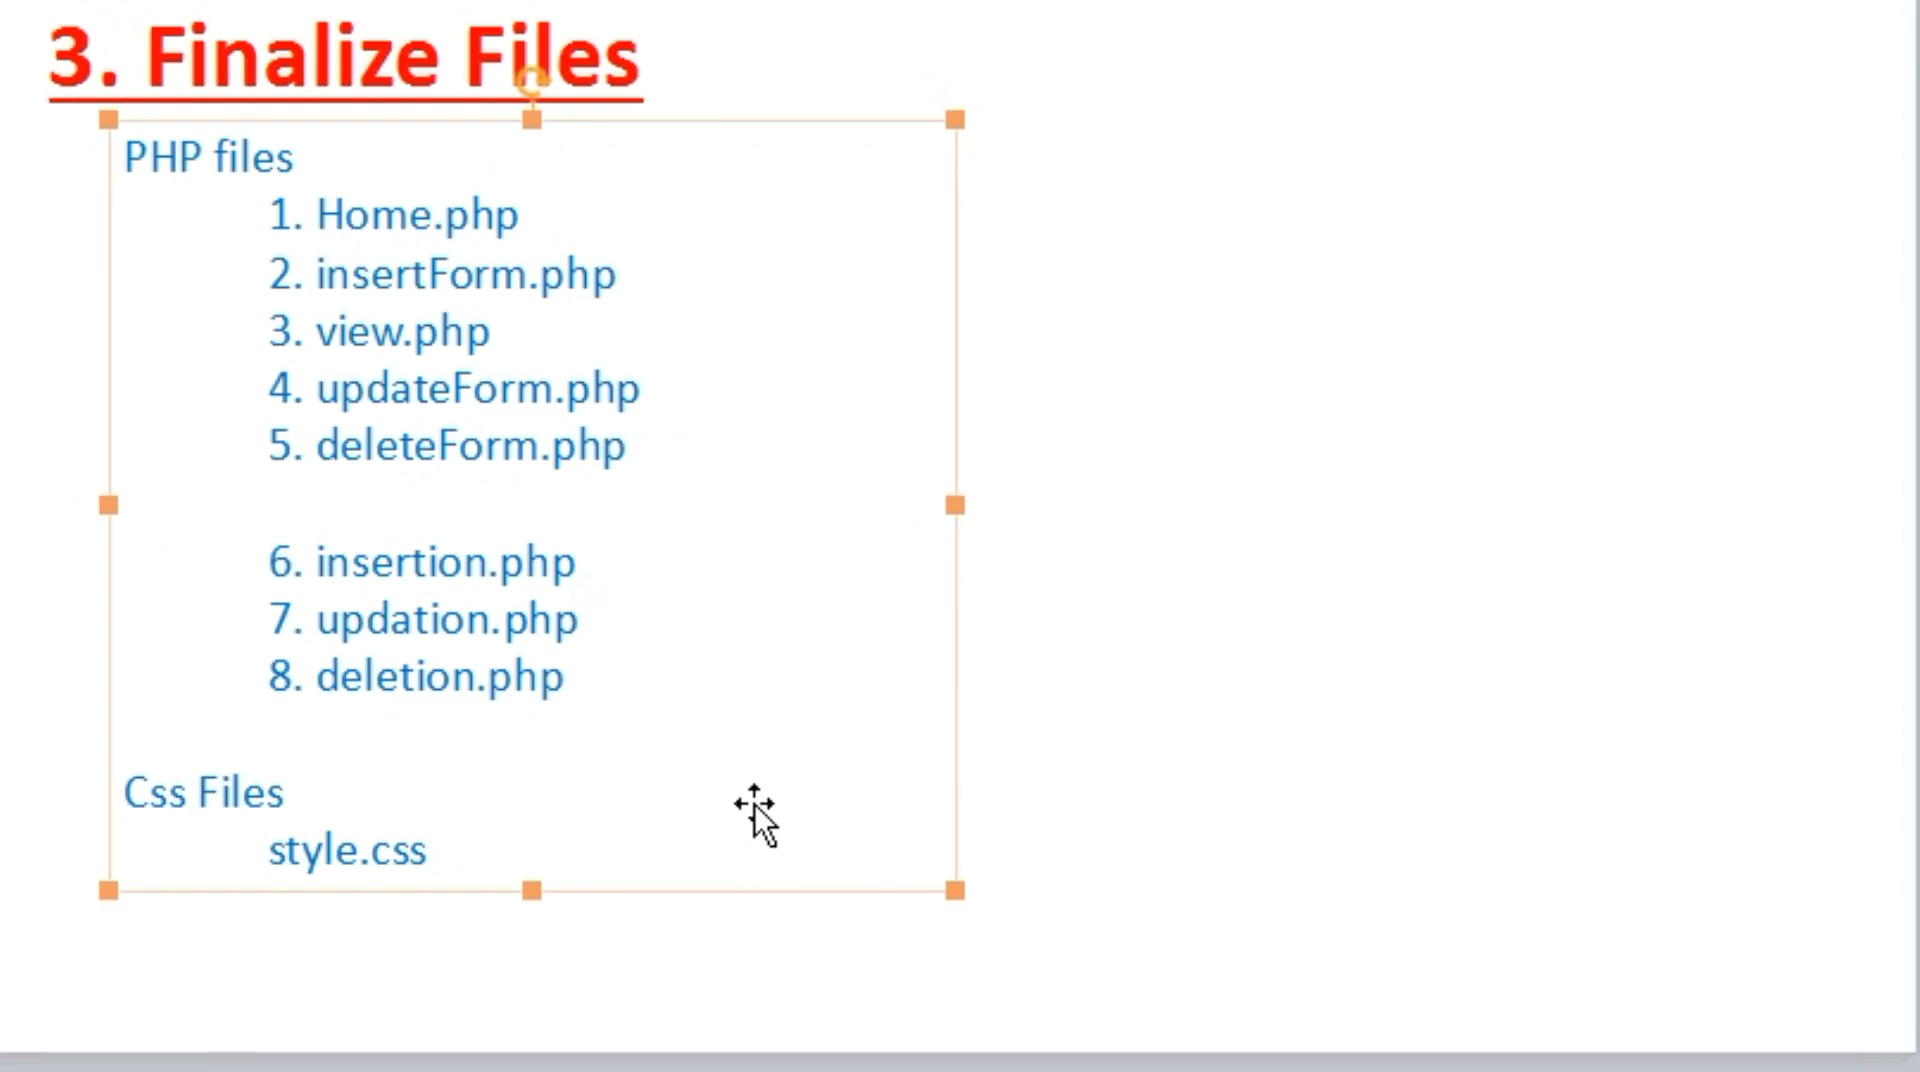 3. Finalize Files
PHP files
1. Home.php
2. insertForm.php
3. view.php
4. updateForm.php
5. deleteForm.php
6. insertion.php
7. updation.php
8. deletion.php
Css Files
style.css